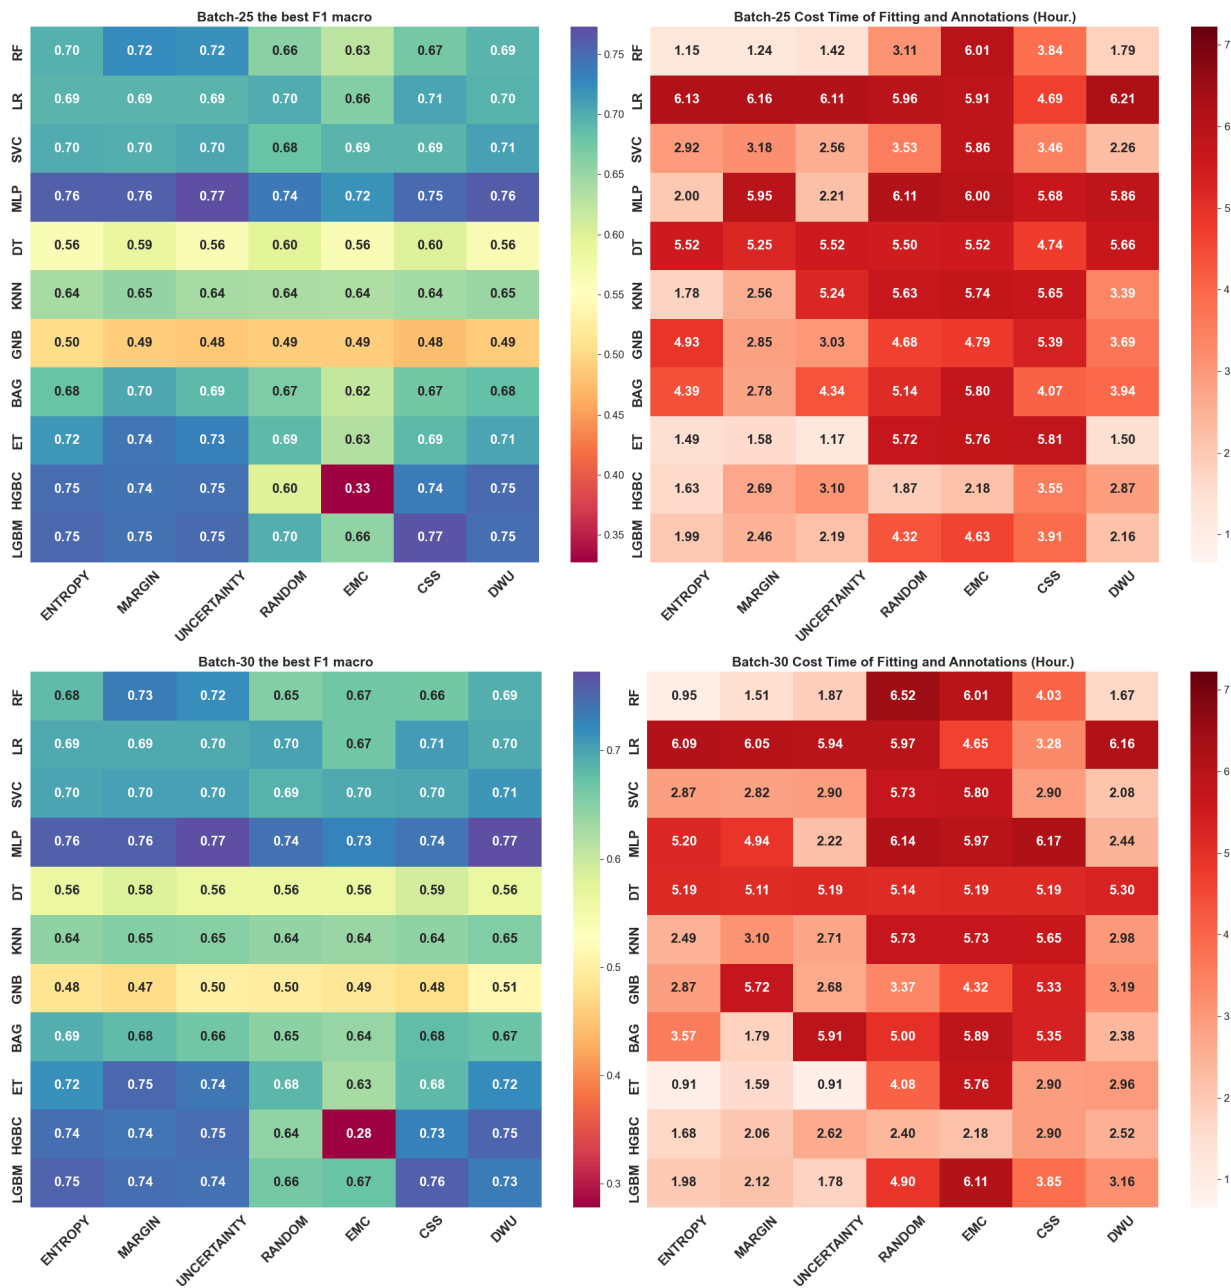 Batch-25 the best F1 macro
RF 0.70 0.72 0.72 0.66 0.63 0.67 0.69
LR 0.69 0.69 0.69 0.70 0.66 0.71 0.70
SVC 0.70 0.70 0.70 0.68 0.69 0.69 0.71
MLP 0.76 0.76 0.77 0.74 0.72 0.75 0.76
DT 0.56 0.59 0.56 0.60 0.56 0.60 0.56
KNN 0.64 0.65 0.64 0.64 0.64 0.64 0.65
GNB 0.50 0.49 0.48 0.49 0.49 0.48 0.49
BAG 0.68 0.70 0.69 0.67 0.62 0.67 0.68
ET 0.72 0.74 0.73 0.69 0.63 0.69 0.71
HGBC 0.75 0.74 0.75 0.60 0.33 0.74 0.75
LGBM 0.75 0.75 0.75 0.70 0.66 0.77 0.75
ENTROPY MARGIN UNCERTAINTY RANDOM EMC CSS DWU
0.75
0.70
0.65
0.60
0.55
0.50
0.45
0.40
0.35
Batch-25 Cost Time of Fitting and Annotations (Hour.)
RF 1.15 1.24 1.42 3.11 6.01 3.84 1.79
LR 6.13 6.16 6.11 5.96 5.91 4.69 6.21
SVC 2.92 3.18 2.56 3.53 5.86 3.46 2.26
MLP 2.00 5.95 2.21 6.11 6.00 5.68 5.86
DT 5.52 5.25 5.52 5.50 5.52 4.74 5.66
KNN 1.78 2.56 5.24 5.63 5.74 5.65 3.39
GNB 4.93 2.85 3.03 4.68 4.79 5.39 3.69
BAG 4.39 2.78 4.34 5.14 5.80 4.07 3.94
ET 1.49 1.58 1.17 5.72 5.76 5.81 1.50
HGBC 1.63 2.69 3.10 1.87 2.18 3.55 2.87
LGBM 1.99 2.46 2.19 4.32 4.63 3.91 2.16
ENTROPY MARGIN UNCERTAINTY RANDOM EMC CSS DWU
7
6
5
4
3
2
1
Batch-30 the best F1 macro
RF 0.68 0.73 0.72 0.65 0.67 0.66 0.69
LR 0.69 0.69 0.70 0.70 0.67 0.71 0.70
SVC 0.70 0.70 0.70 0.69 0.70 0.70 0.71
MLP 0.76 0.76 0.77 0.74 0.73 0.74 0.77
DT 0.56 0.58 0.56 0.56 0.56 0.59 0.56
KNN 0.64 0.65 0.65 0.64 0.64 0.64 0.65
GNB 0.48 0.47 0.50 0.50 0.49 0.48 0.51
BAG 0.69 0.68 0.66 0.65 0.64 0.68 0.67
ET 0.72 0.75 0.74 0.68 0.63 0.68 0.72
HGBC 0.74 0.74 0.75 0.64 0.28 0.73 0.75
LGBM 0.75 0.74 0.74 0.66 0.67 0.76 0.73
ENTROPY MARGIN UNCERTAINTY RANDOM EMC CSS DWU
0.7
0.6
0.5
0.4
0.3
Batch-30 Cost Time of Fitting and Annotations (Hour.)
RF 0.95 1.51 1.87 6.52 6.01 4.03 1.67
LR 6.09 6.05 5.94 5.97 4.65 3.28 6.16
SVC 2.87 2.82 2.90 5.73 5.80 2.90 2.08
MLP 5.20 4.94 2.22 6.14 5.97 6.17 2.44
DT 5.19 5.11 5.19 5.14 5.19 5.19 5.30
KNN 2.49 3.10 2.71 5.73 5.73 5.65 2.98
GNB 2.87 5.72 2.68 3.37 4.32 5.33 3.19
BAG 3.57 1.79 5.91 5.00 5.89 5.35 2.38
ET 0.91 1.59 0.91 4.08 5.76 2.90 2.96
HGBC 1.68 2.06 2.62 2.40 2.18 2.90 2.52
LGBM 1.98 2.12 1.78 4.90 6.11 3.85 3.16
ENTROPY MARGIN UNCERTAINTY RANDOM EMC CSS DWU
7
6
5
4
3
2
1